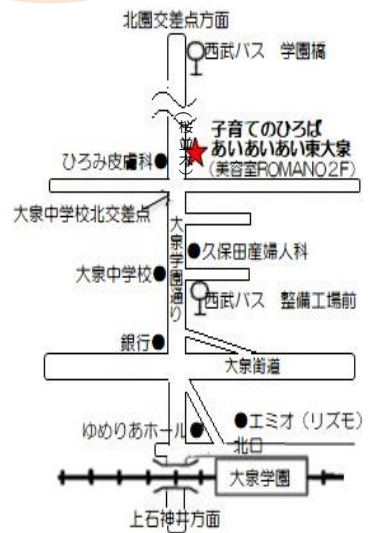 北園交差点方面
西武バス 学園橋
(桜並木)
子育てのひろば
あいあいあい東大泉
(美容室ROMANO2F)
ひろみ皮膚科
大泉中学校北交差点
大泉学園通り
久保田産婦人科
大泉中学校
西武バス 整備工場前
銀行
大泉街道
エミオ(リズモ)
ゆめりあホール
北口
大泉学園
上石神井方面